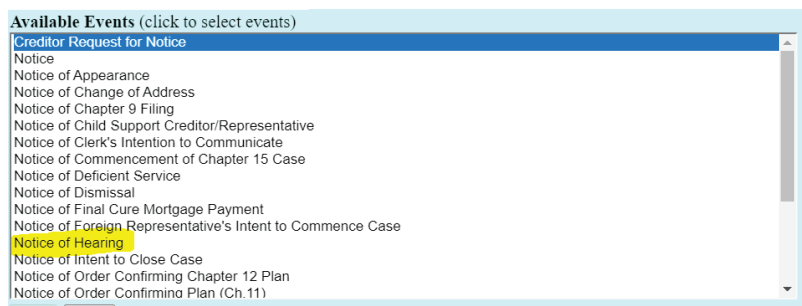 Available Events (click to select events)
Creditor Request for Notice
Notice
Notice of Appearance
Notice of Change of Address
Notice of Chapter 9 Filing
Notice of Child Support Creditor/Representative
Notice of Clerk's Intention to Communicate
Notice of Commencement of Chapter 15 Case
Notice of Deficient Service
Notice of Dismissal
Notice of Final Cure Mortgage Payment
Notice of Foreign Representative's Intent to Commence Case
Notice of Hearing
Notice of Intent to Close Case
Notice of Order Confirming Chapter 12 Plan
Notice of Order Confirming Plan (Ch.11)